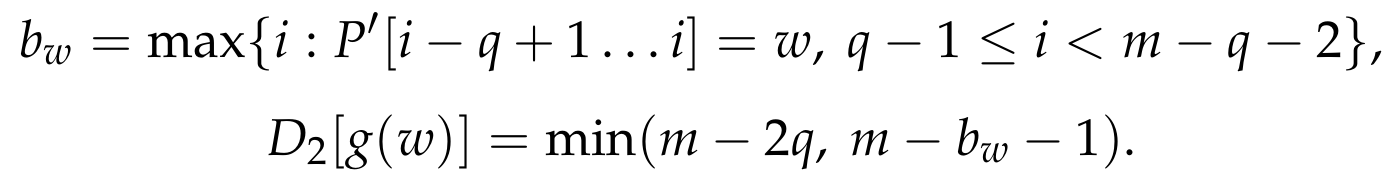 b_w = max{i : P′[i − q + 1 … i] = w, q − 1 ≤ i < m − q − 2},
D_2[g(w)] = min(m − 2q, m − b_w − 1).